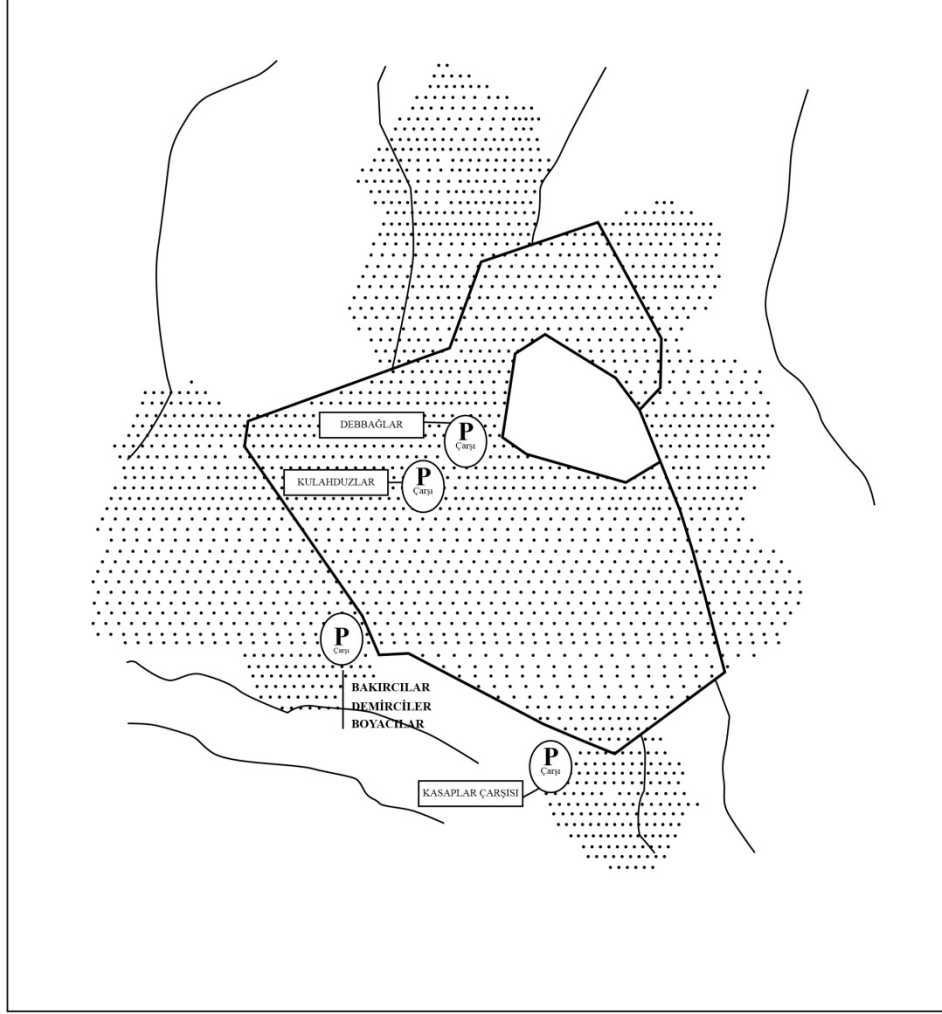 DEBBAĞLAR
P
Çarşı
KULAHDUZLAR
P
Çarşı
P
Çarşı
BAKIRCILAR
DEMİRCİLER
BOYACILAR
P
Çarşı
KASAPLAR ÇARŞISI